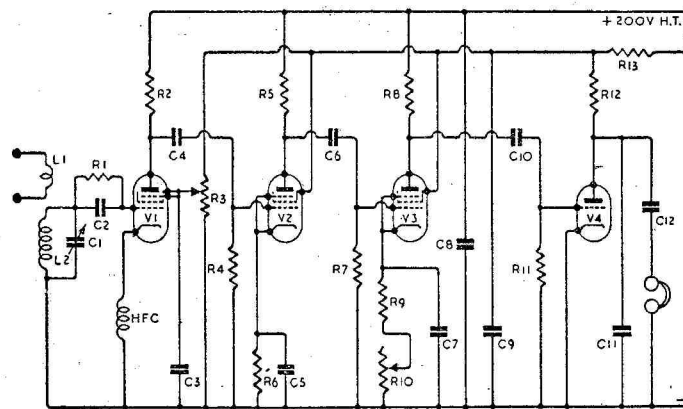 + 200V H.T.
R13
R2
R5
R8
R12
C4
C6
C10
L1
R1
R3
C2
V1
V2
V3
V4
C1
L2
C8
C12
R4
R7
R11
R9
HFC
C7
C9
C11
C3
R6
C5
R10
−